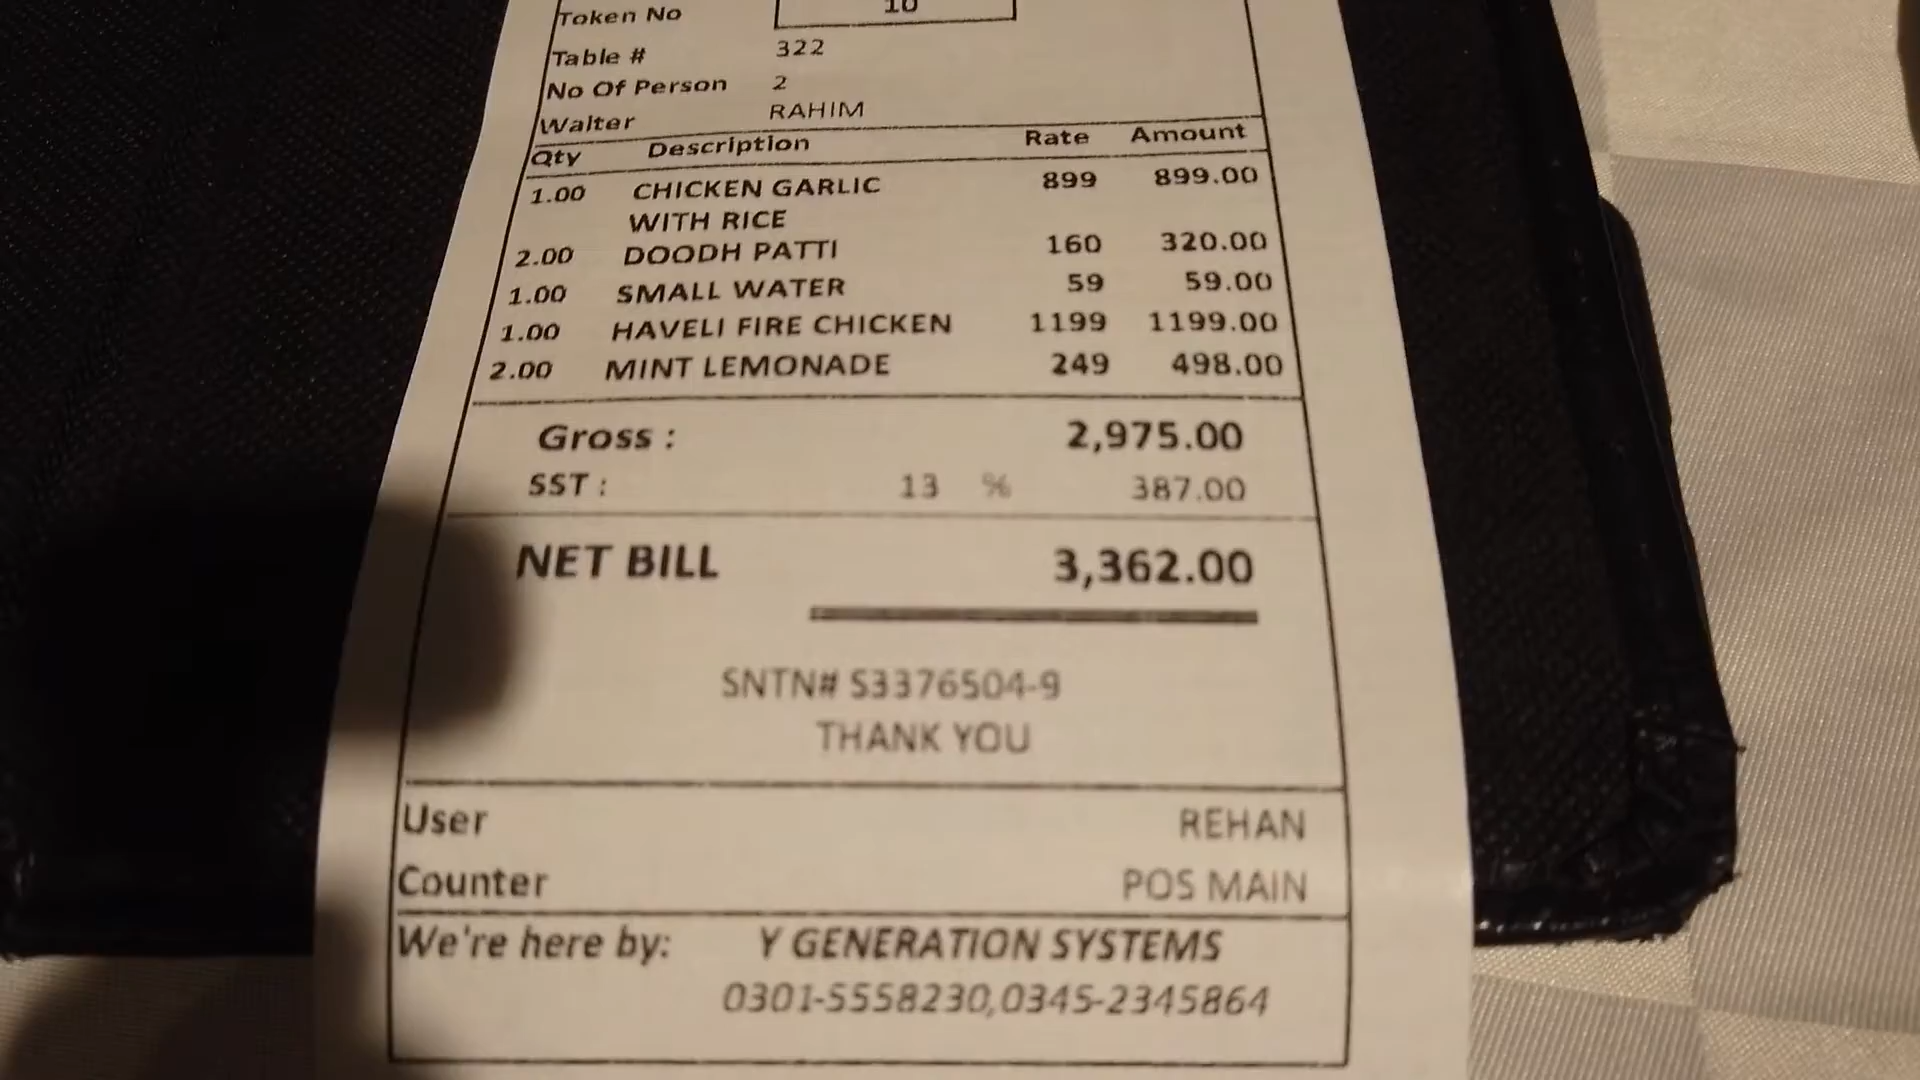 Token No 10
Table # 322
No Of Person 2
Waiter RAHIM
Qty Description Rate Amount
1.00 CHICKEN GARLIC 899 899.00
WITH RICE
2.00 DOODH PATTI 160 320.00
1.00 SMALL WATER 59 59.00
1.00 HAVELI FIRE CHICKEN 1199 1199.00
2.00 MINT LEMONADE 249 498.00
Gross : 2,975.00
SST : 13 % 387.00
NET BILL 3,362.00
SNTN# S3376504-9
THANK YOU
User REHAN
Counter POS MAIN
We're here by: Y GENERATION SYSTEMS
0301-5558230,0345-2345864